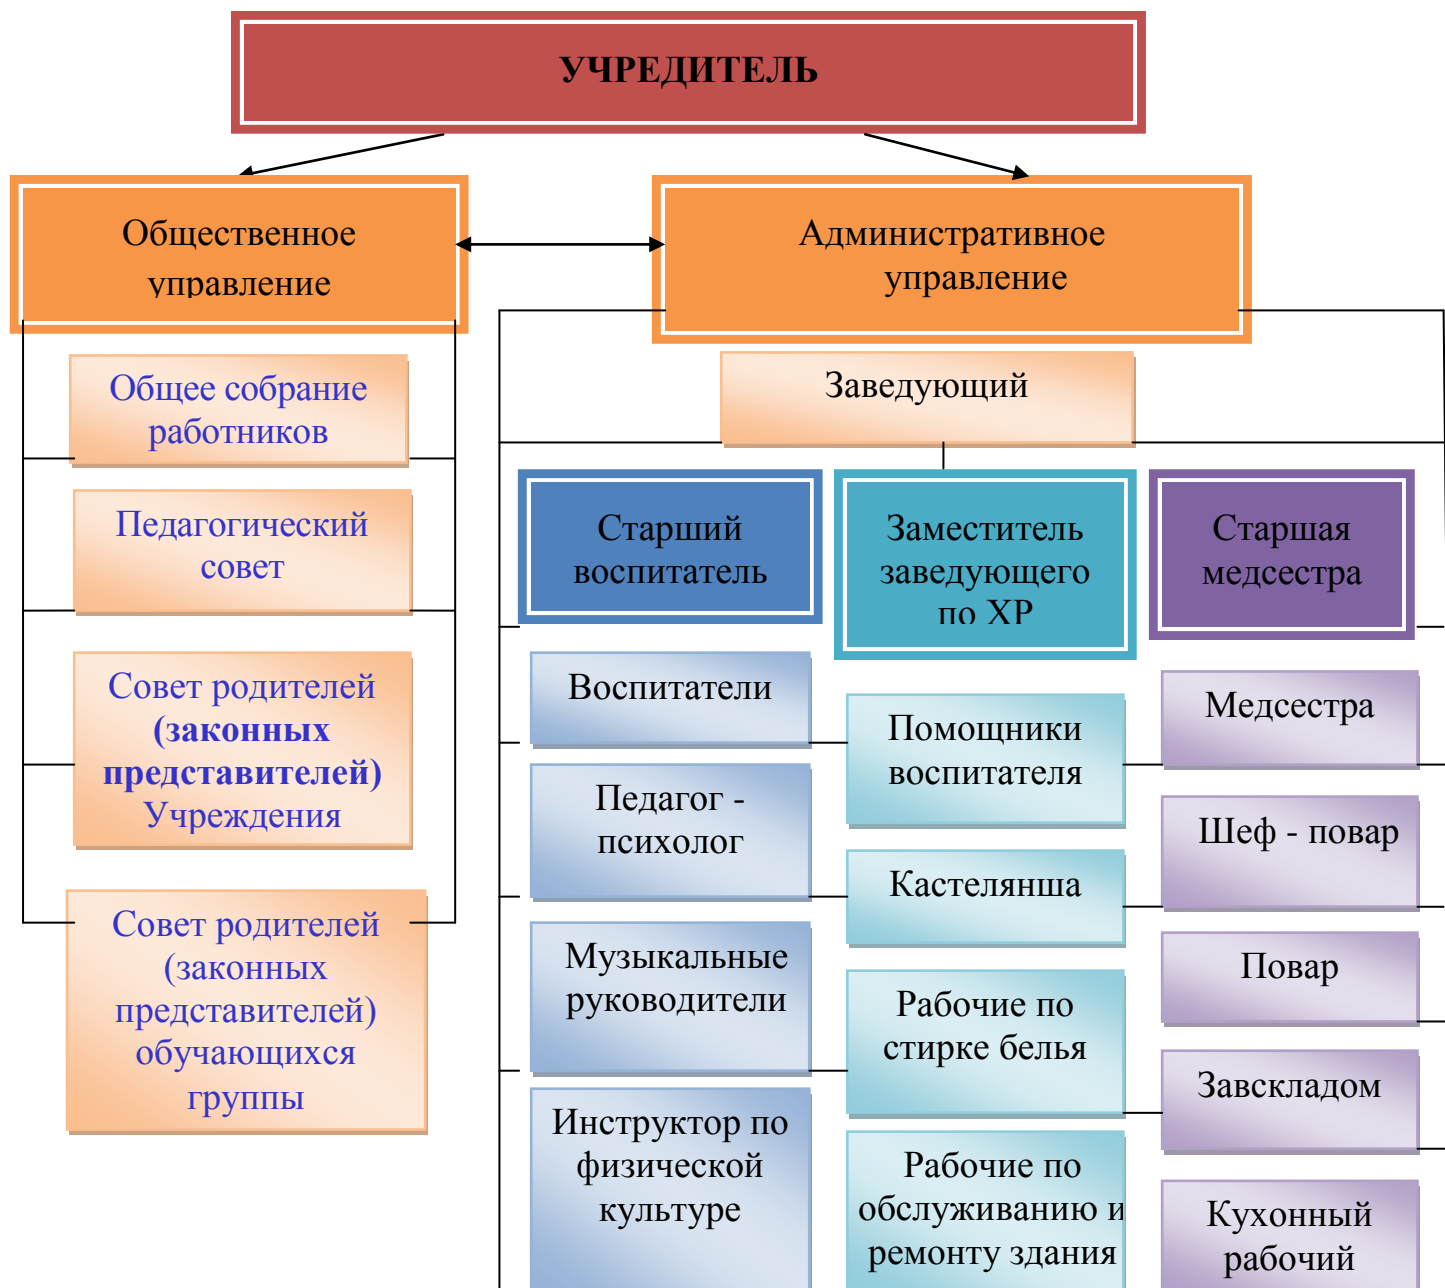 УЧРЕДИТЕЛЬ
Общественное
управление
Административное
управление
Общее собрание
работников
Педагогический
совет
Совет родителей
(законных
представителей)
Учреждения
Совет родителей
(законных
представителей)
обучающихся
группы
Заведующий
Старший
воспитатель
Воспитатели
Педагог -
психолог
Музыкальные
руководители
Инструктор по
физической
культуре
Заместитель
заведующего
по ХР
Помощники
воспитателя
Кастелянша
Рабочие по
стирке белья
Рабочие по
обслуживанию и
ремонту здания
Старшая
медсестра
Медсестра
Шеф - повар
Повар
Завскладом
Кухонный
рабочий